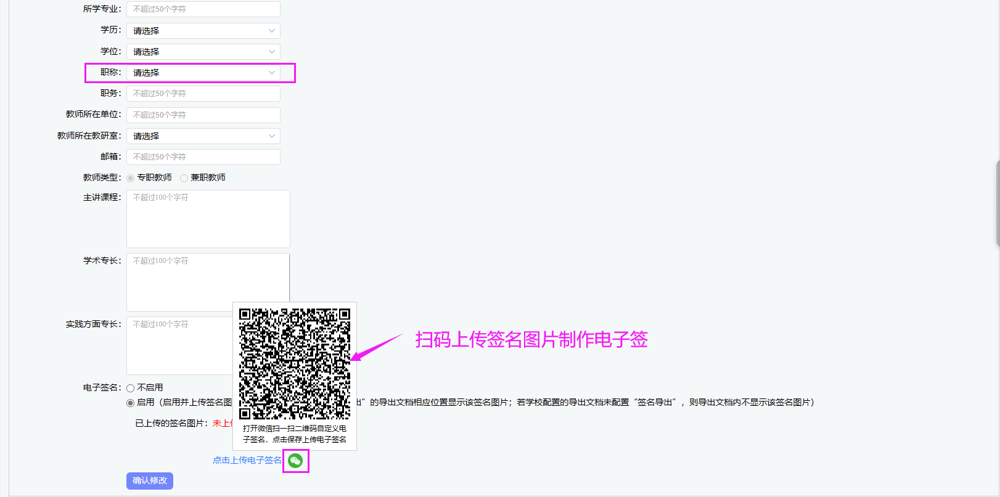 所学专业： 不超过50个字符
学历： 请选择
学位： 请选择
职称： 请选择
职务： 不超过50个字符
教师所在单位： 不超过50个字符
教师所在教研室： 请选择
邮箱： 不超过50个字符
教师类型： 专职教师 兼职教师
主讲课程： 不超过100个字符
学术专长： 不超过100个字符
实践方面专长： 不超过100个字符
扫码上传签名图片制作电子签
电子签名： 不启用
启用（启用并上传签名图 出”的导出文档相应位置显示该签名图片；若学校配置的导出文档未配置“签名导出”，则导出文档内不显示该签名图片）
已上传的签名图片：未上
打开微信扫一扫二维码自定义电
子签名，点击保存上传电子签名
点击上传电子签名
确认修改